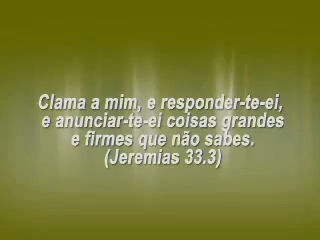 Clama a mim, e responder-te-ei,
e anunciar-te-ei coisas grandes
e firmes que não sabes.
(Jeremias 33.3)